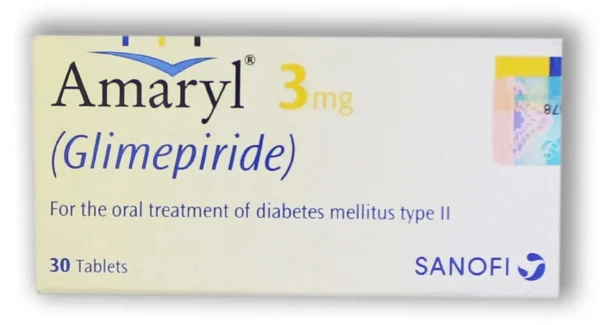 Amaryl® 3mg
(Glimepiride)
For the oral treatment of diabetes mellitus type II
30 Tablets
SANOFI